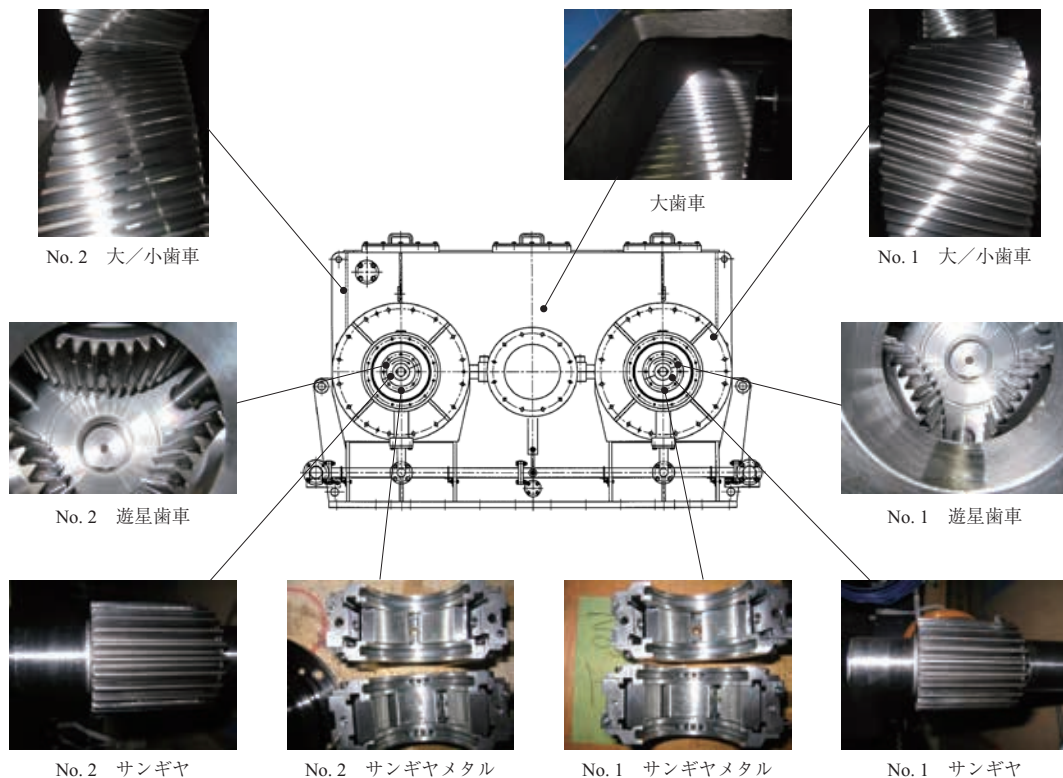 大歯車
No. 2　大／小歯車
No. 1　大／小歯車
No. 2　遊星歯車
No. 1　遊星歯車
No. 2　サンギヤ
No. 2　サンギヤメタル
No. 1　サンギヤメタル
No. 1　サンギヤ